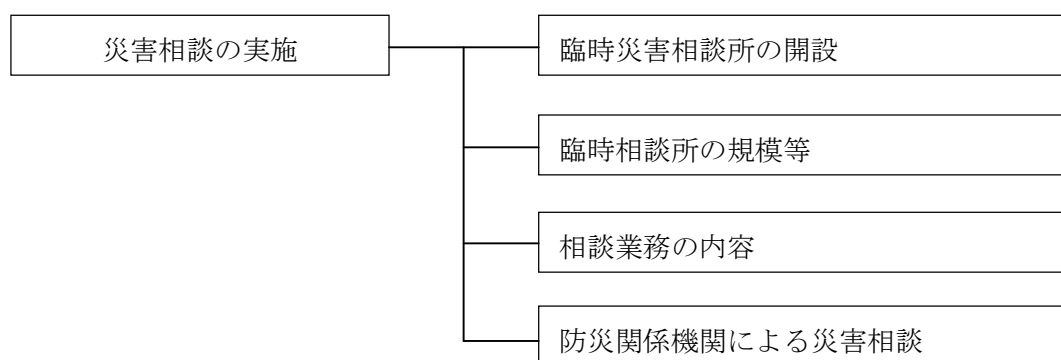 災害相談の実施
臨時災害相談所の開設
臨時相談所の規模等
相談業務の内容
防災関係機関による災害相談